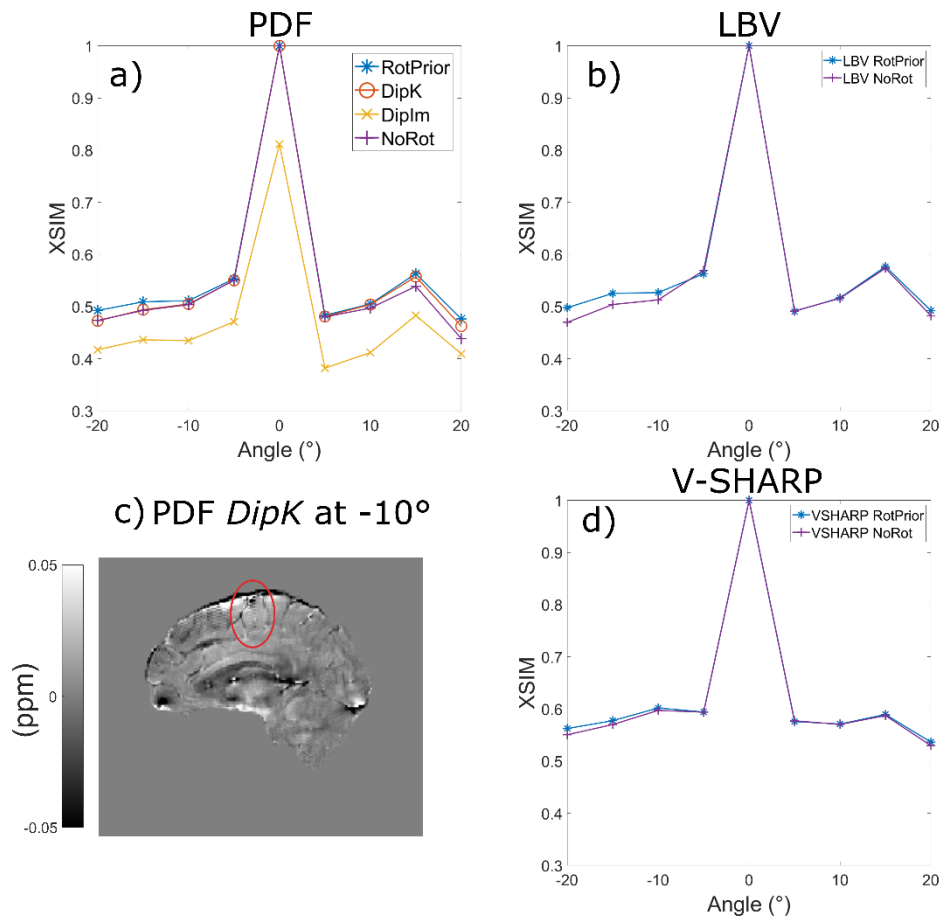 PDF
a)
RotPrior
DipK
DipIm
NoRot
1
0.9
0.8
0.7
0.6
0.5
0.4
0.3
XSIM
-20 -10 0 10 20
Angle (°)
LBV
b)
LBV RotPrior
LBV NoRot
1
0.9
0.8
0.7
0.6
0.5
0.4
0.3
XSIM
-20 -10 0 10 20
Angle (°)
c) PDF DipK at -10°
0.05
0
-0.05
(ppm)
V-SHARP
d)
VSHARP RotPrior
VSHARP NoRot
1
0.9
0.8
0.7
0.6
0.5
0.4
0.3
XSIM
-20 -10 0 10 20
Angle (°)